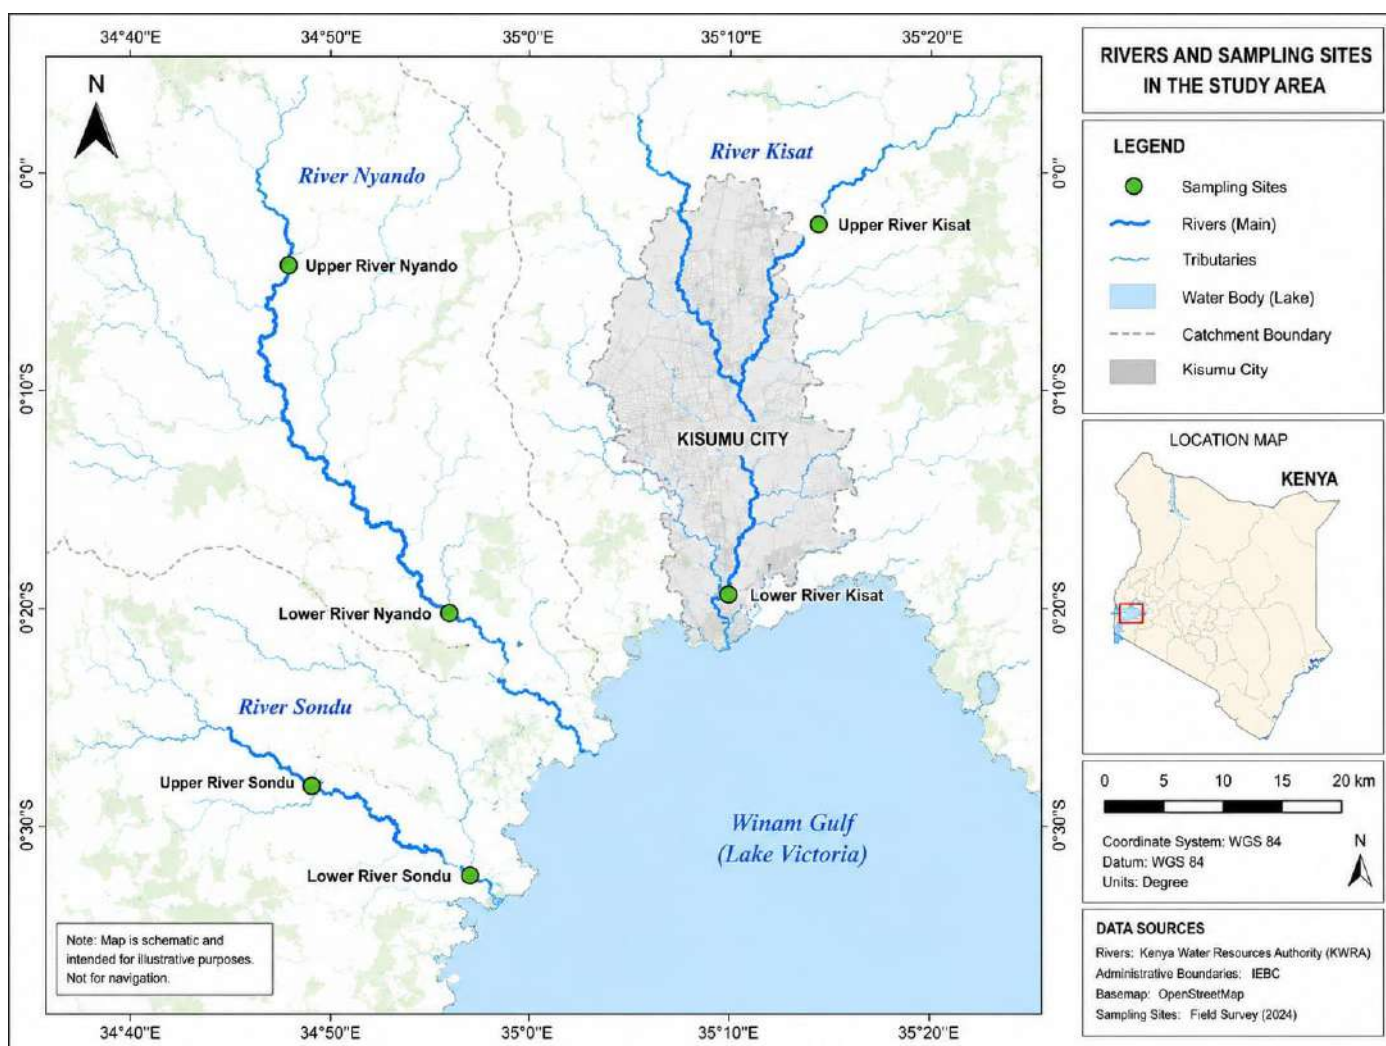 34°40'E
34°50'E
35°0'E
35°10'E
35°20'E
N
0°0"
0°10"S
0°20"S
0°30"S
River Nyando
River Kisat
Upper River Kisat
Upper River Nyando
KISUMU CITY
Lower River Kisat
Lower River Nyando
River Sondu
Upper River Sondu
Lower River Sondu
Winam Gulf
(Lake Victoria)
Note: Map is schematic and
intended for illustrative purposes.
Not for navigation.
0°0"
0°10"S
0°20"S
0°30"S
34°40"E
34°50"E
35°0"E
35°10"E
35°20"E
RIVERS AND SAMPLING SITES
IN THE STUDY AREA
LEGEND
Sampling Sites
Rivers (Main)
Tributaries
Water Body (Lake)
Catchment Boundary
Kisumu City
LOCATION MAP
KENYA
0 5 10 15 20 km
Coordinate System: WGS 84
Datum: WGS 84
Units: Degree
N
DATA SOURCES
Rivers: Kenya Water Resources Authority (KWRA)
Administrative Boundaries: IEBC
Basemap: OpenStreetMap
Sampling Sites: Field Survey (2024)